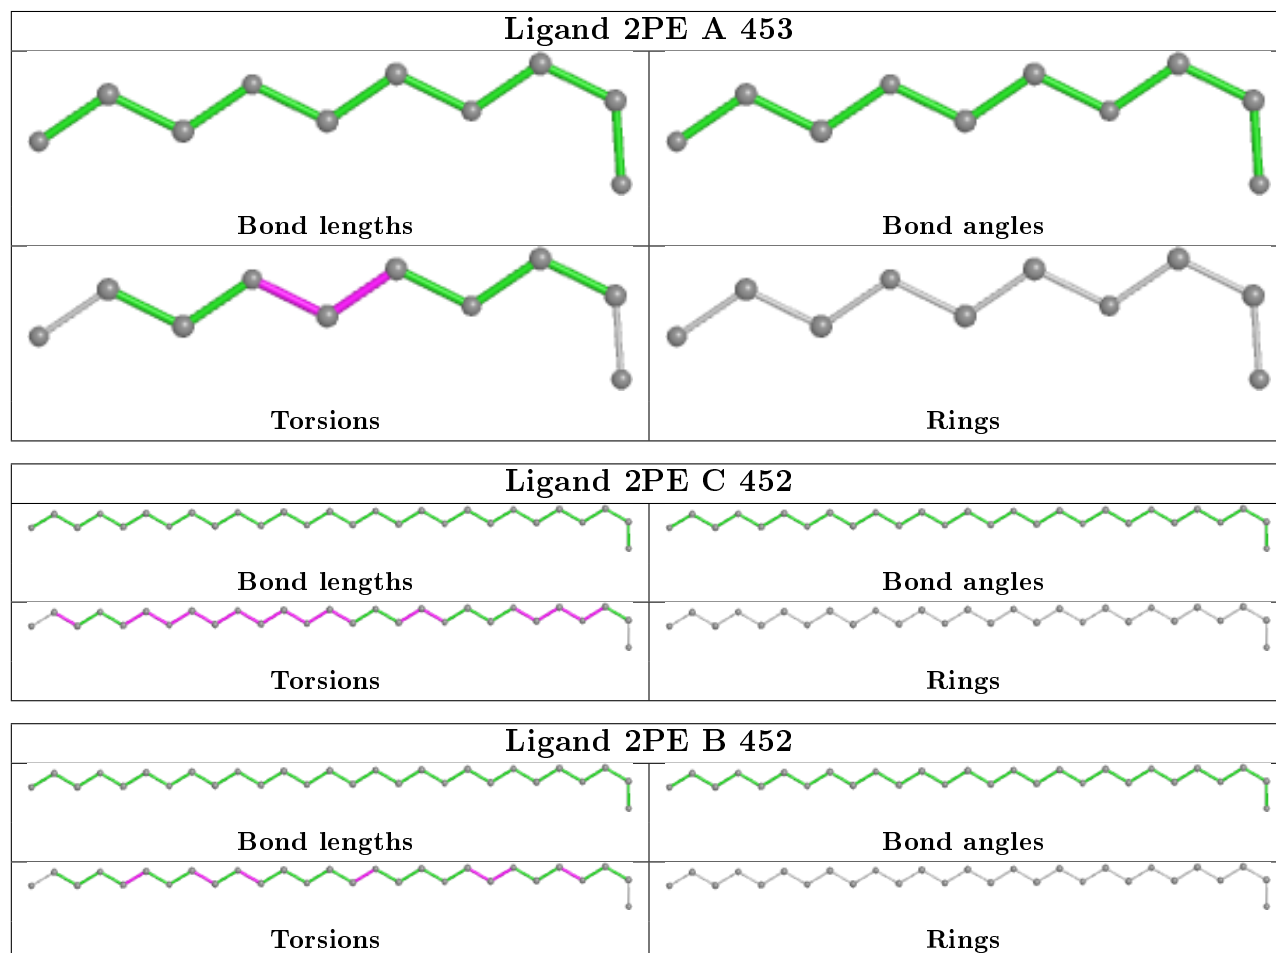 Ligand 2PE A 453
Bond lengths
Bond angles
Torsions
Rings
Ligand 2PE C 452
Bond lengths
Bond angles
Torsions
Rings
Ligand 2PE B 452
Bond lengths
Bond angles
Torsions
Rings